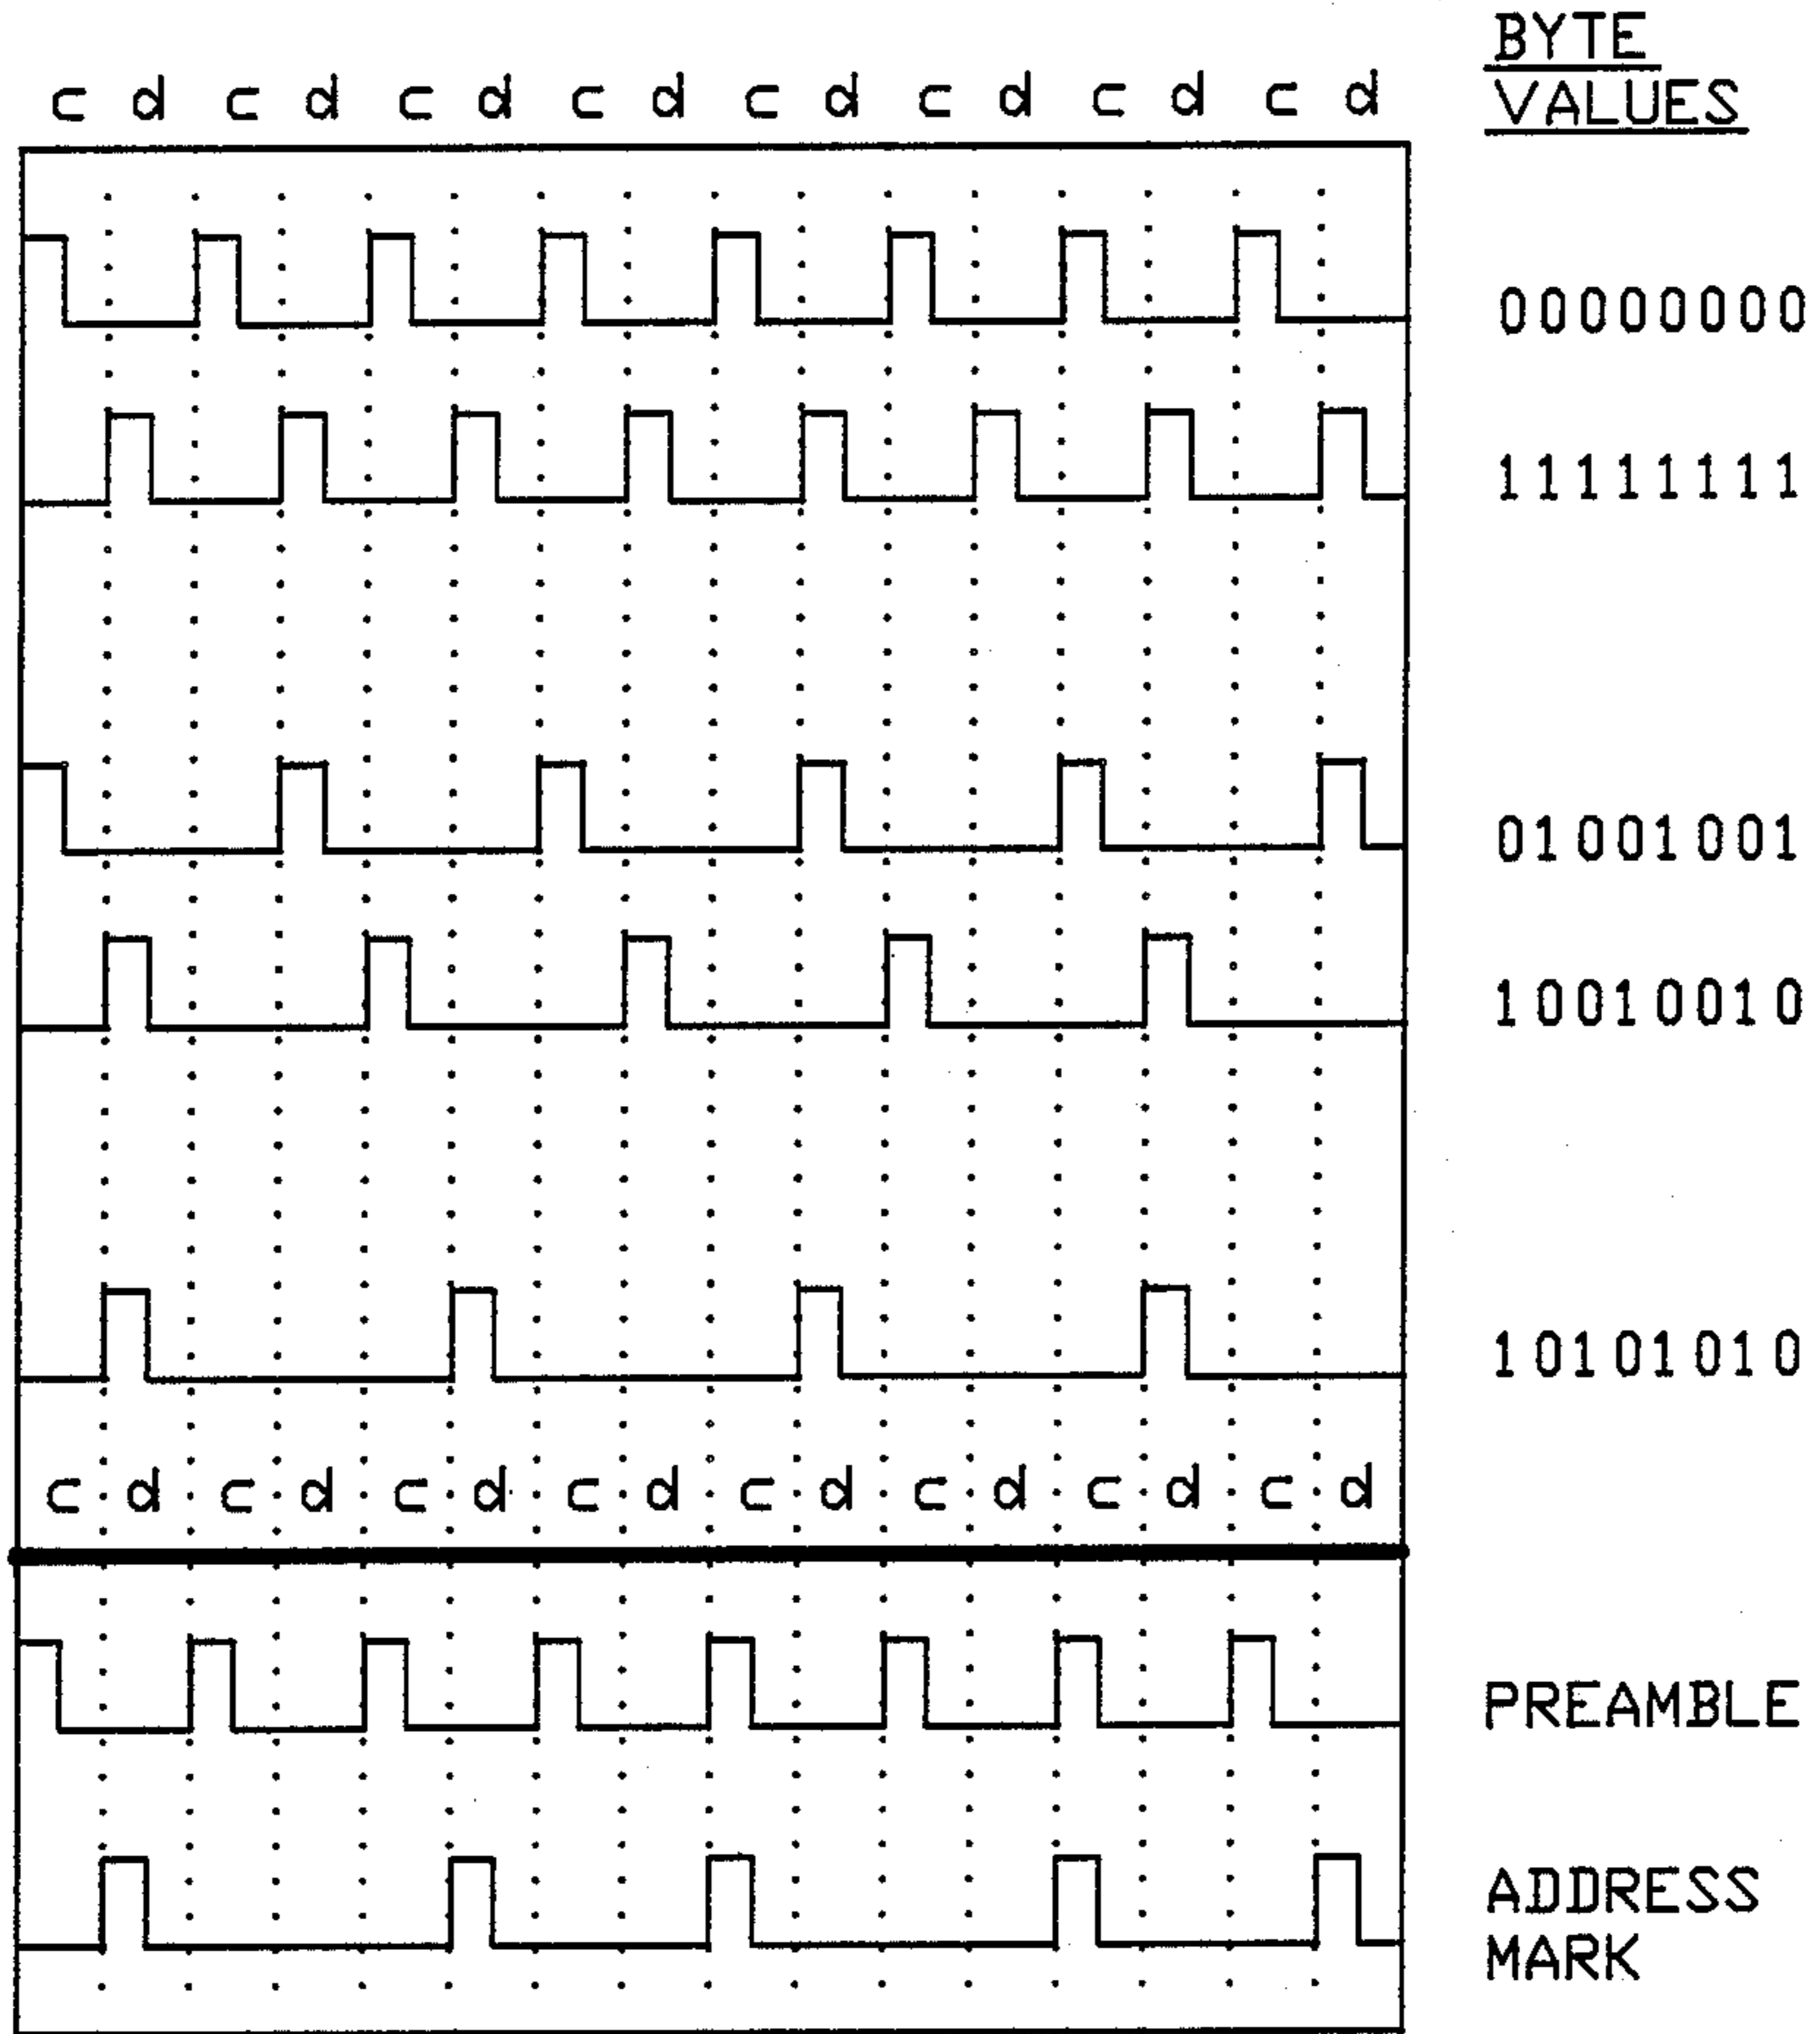 BYTE
VALUES
c d c d c d c d c d c d c d c d
00000000
11111111
01001001
10010010
10101010
c d c d c d c d c d c d c d c d
PREAMBLE
ADDRESS
MARK